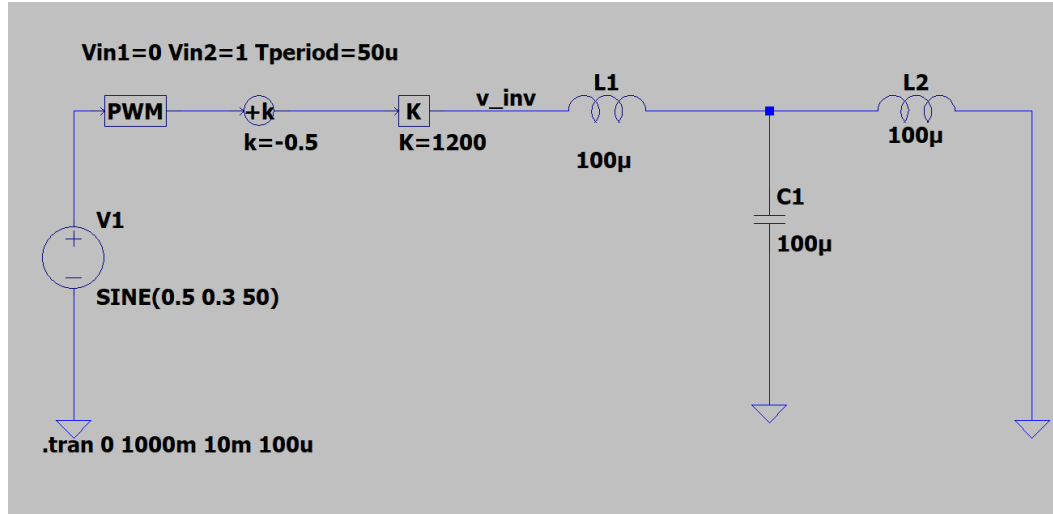 Vin1=0 Vin2=1 Tperiod=50u
PWM
+k
k=-0.5
K
K=1200
v_inv
L1
100µ
L2
100µ
C1
100µ
V1
SINE(0.5 0.3 50)
.tran 0 1000m 10m 100u